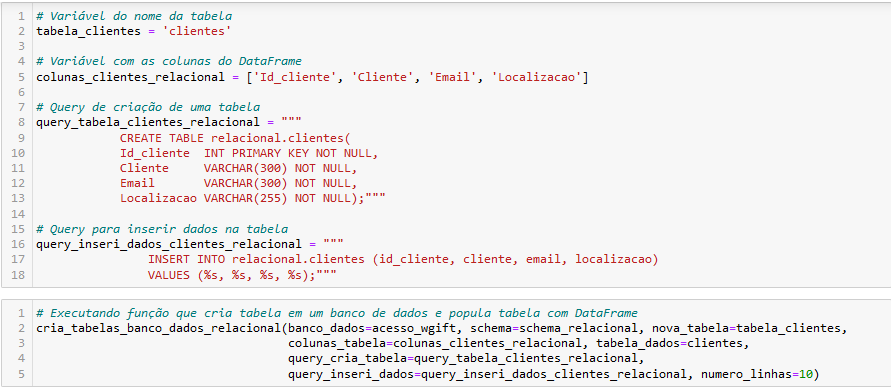 1 # Variável do nome da tabela
2 tabela_clientes = 'clientes'
3
4 # Variável com as colunas do DataFrame
5 colunas_clientes_relacional = ['Id_cliente', 'Cliente', 'Email', 'Localizacao']
6
7 # Query de criação de uma tabela
8 query_tabela_clientes_relacional = """
9 CREATE TABLE relacional.clientes(
10 Id_cliente INT PRIMARY KEY NOT NULL,
11 Cliente VARCHAR(300) NOT NULL,
12 Email VARCHAR(300) NOT NULL,
13 Localizacao VARCHAR(255) NOT NULL);"""
14
15 # Query para inserir dados na tabela
16 query_inseri_dados_clientes_relacional = """
17 INSERT INTO relacional.clientes (id_cliente, cliente, email, localizacao)
18 VALUES (%s, %s, %s, %s);"""
1 # Executando função que cria tabela em um banco de dados e popula tabela com DataFrame
2 cria_tabelas_banco_dados_relacional(banco_dados=acesso_wgift, schema=schema_relacional, nova_tabela=tabela_clientes,
3 colunas_tabela=colunas_clientes_relacional, tabela_dados=clientes,
4 query_cria_tabela=query_tabela_clientes_relacional,
5 query_inseri_dados=query_inseri_dados_clientes_relacional, numero_linhas=10)